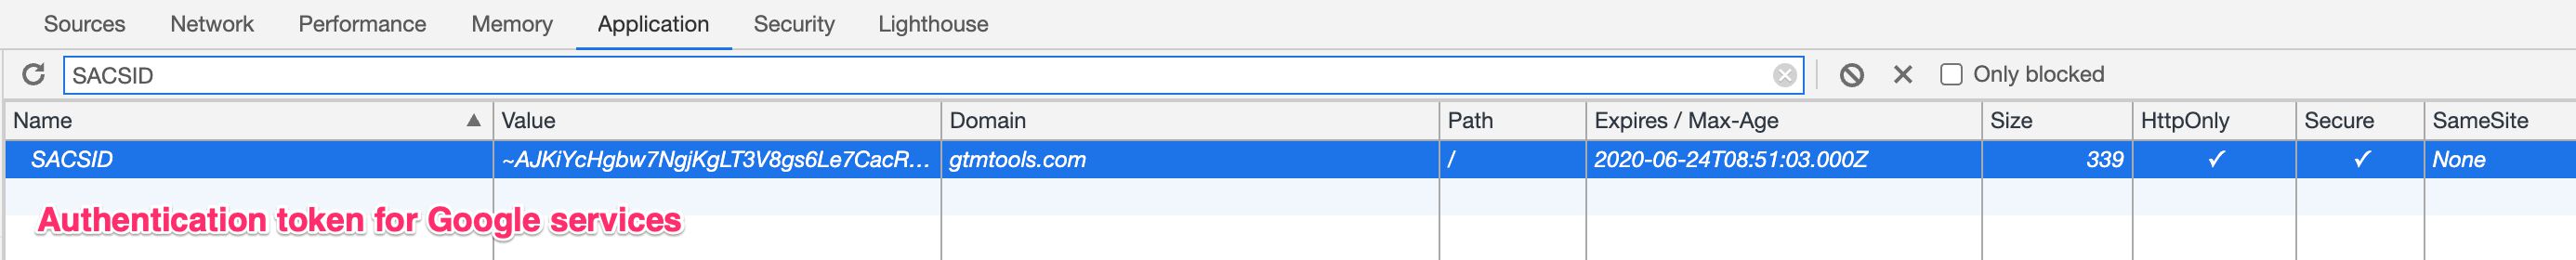 Sources Network Performance Memory Application Security Lighthouse
SACSID Only blocked
Name Value Domain Path Expires / Max-Age Size HttpOnly Secure SameSite
SACSID ~AJKiYcHgbw7NgjKgLT3V8gs6Le7CacR... gtmtools.com / 2020-06-24T08:51:03.000Z 339 ✓ ✓ None
Authentication token for Google services